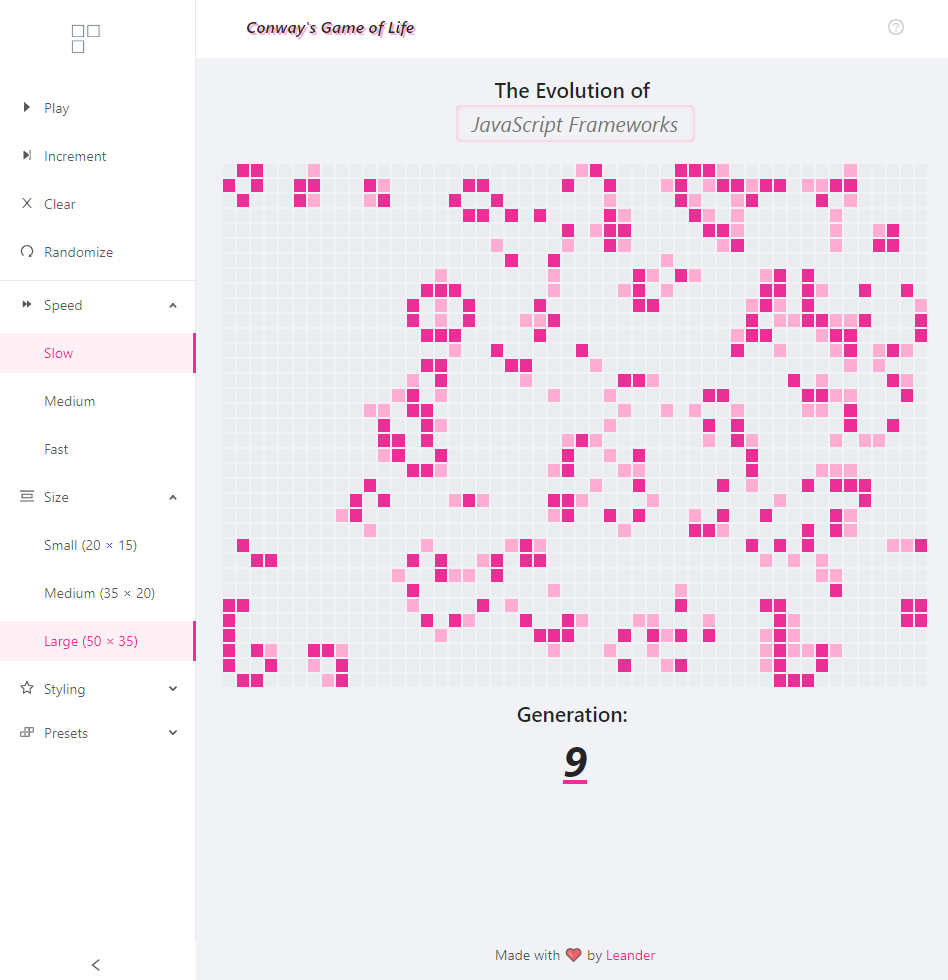 Conway's Game of Life
Play
Increment
Clear
Randomize
Speed
Slow
Medium
Fast
Size
Small (20 × 15)
Medium (35 × 20)
Large (50 × 35)
Styling
Presets
The Evolution of
JavaScript Frameworks
Generation:
9
Made with ❤️ by Leander